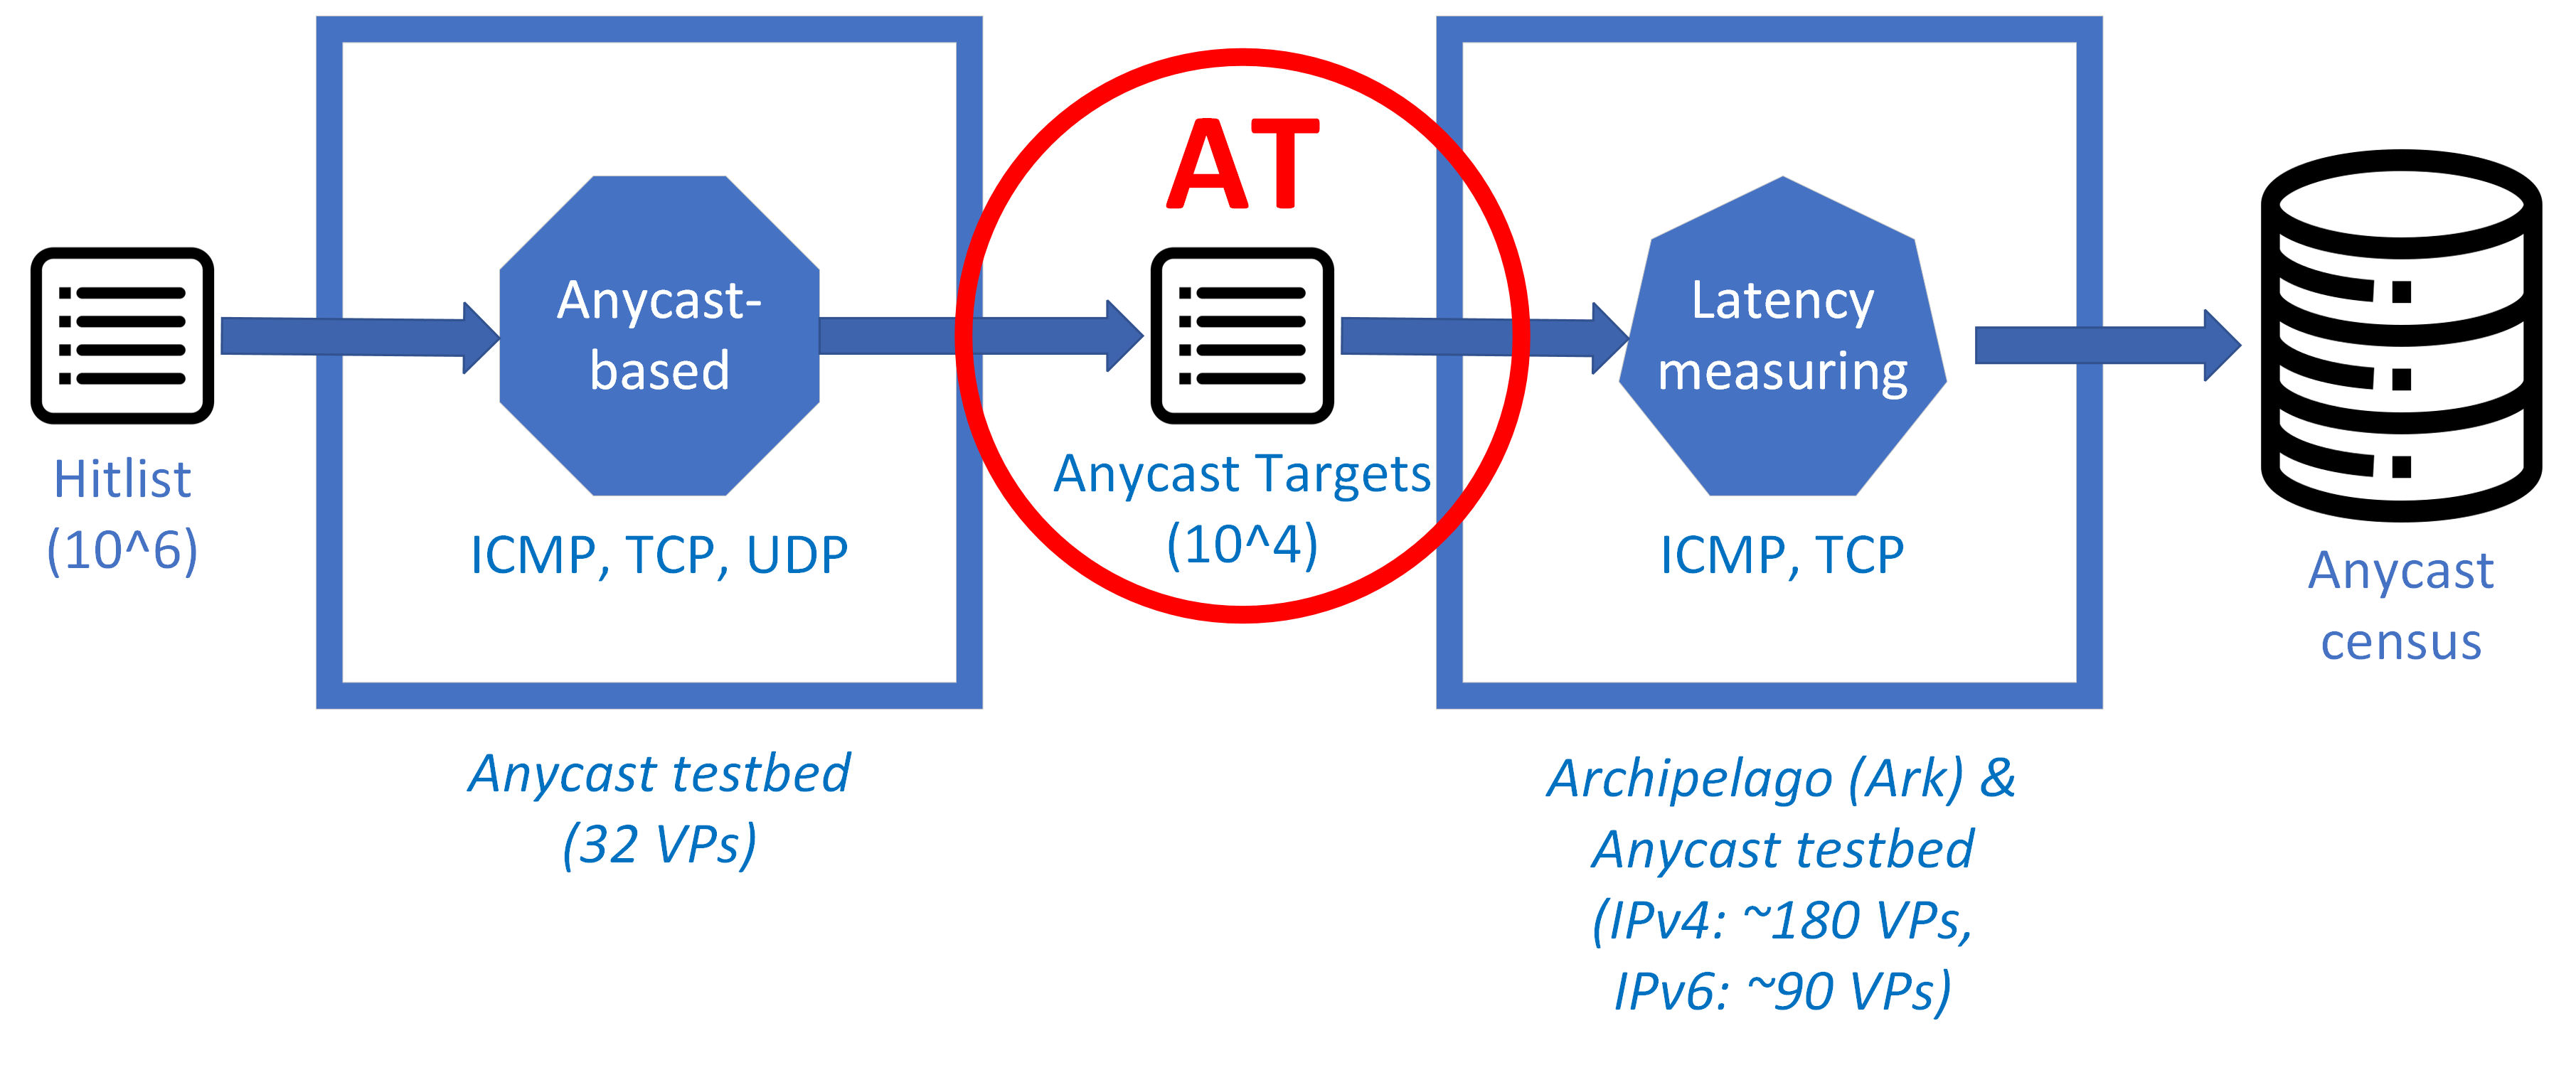 Hitlist
(10^6)
Anycast-
based
ICMP, TCP, UDP
Anycast testbed
(32 VPs)
AT
Anycast Targets
(10^4)
Latency
measuring
ICMP, TCP
Archipelago (Ark) &
Anycast testbed
(IPv4: ~180 VPs,
IPv6: ~90 VPs)
Anycast
census